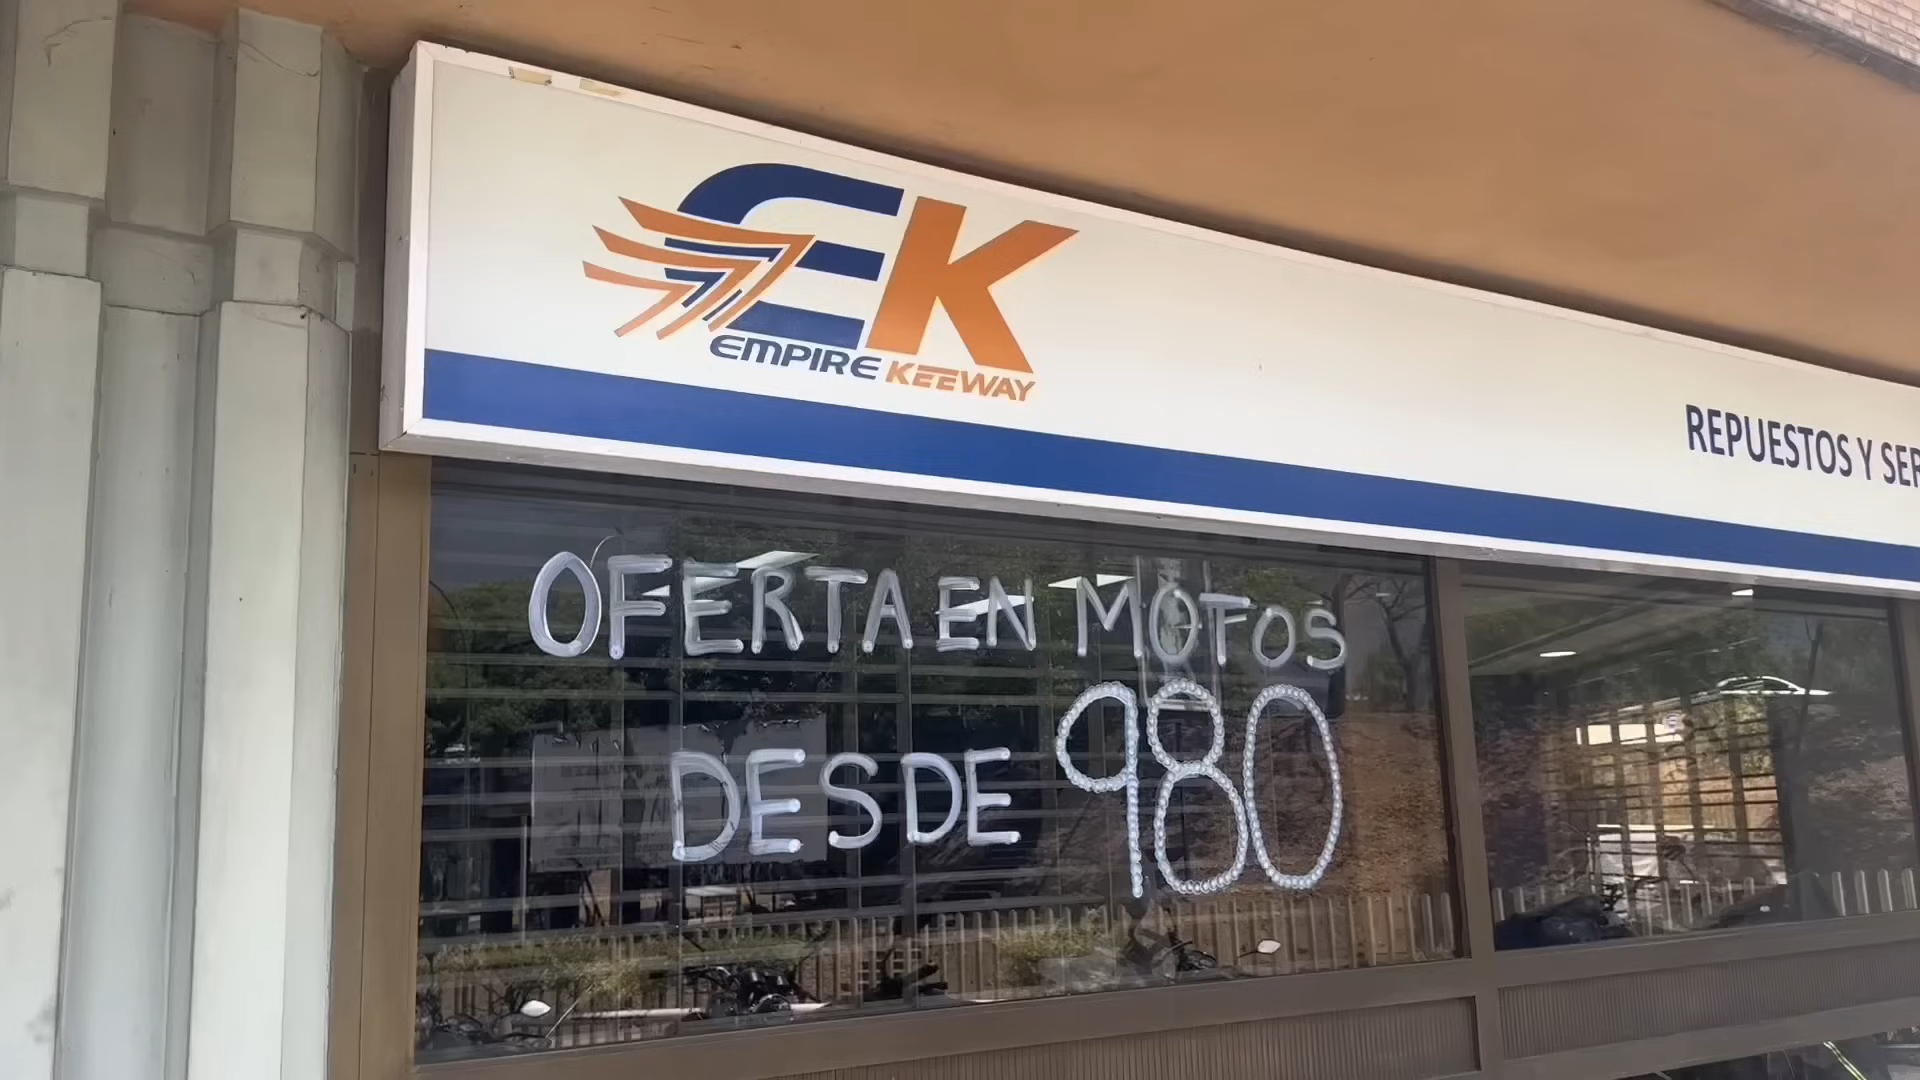 EK
EMPIRE KEEWAY
REPUESTOS Y SER
OFERTA EN MOTOS
DESDE 980